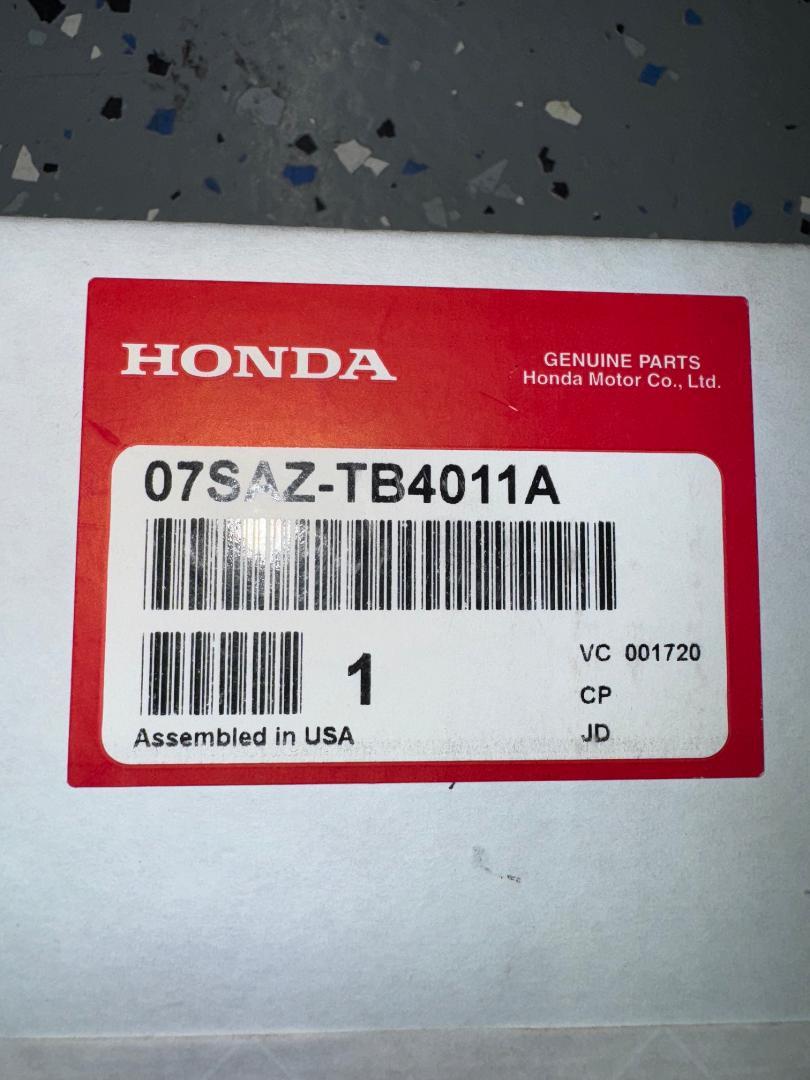 HONDA
GENUINE PARTS
Honda Motor Co., Ltd.
07SAZ-TB4011A
1
VC 001720
CP
JD
Assembled in USA